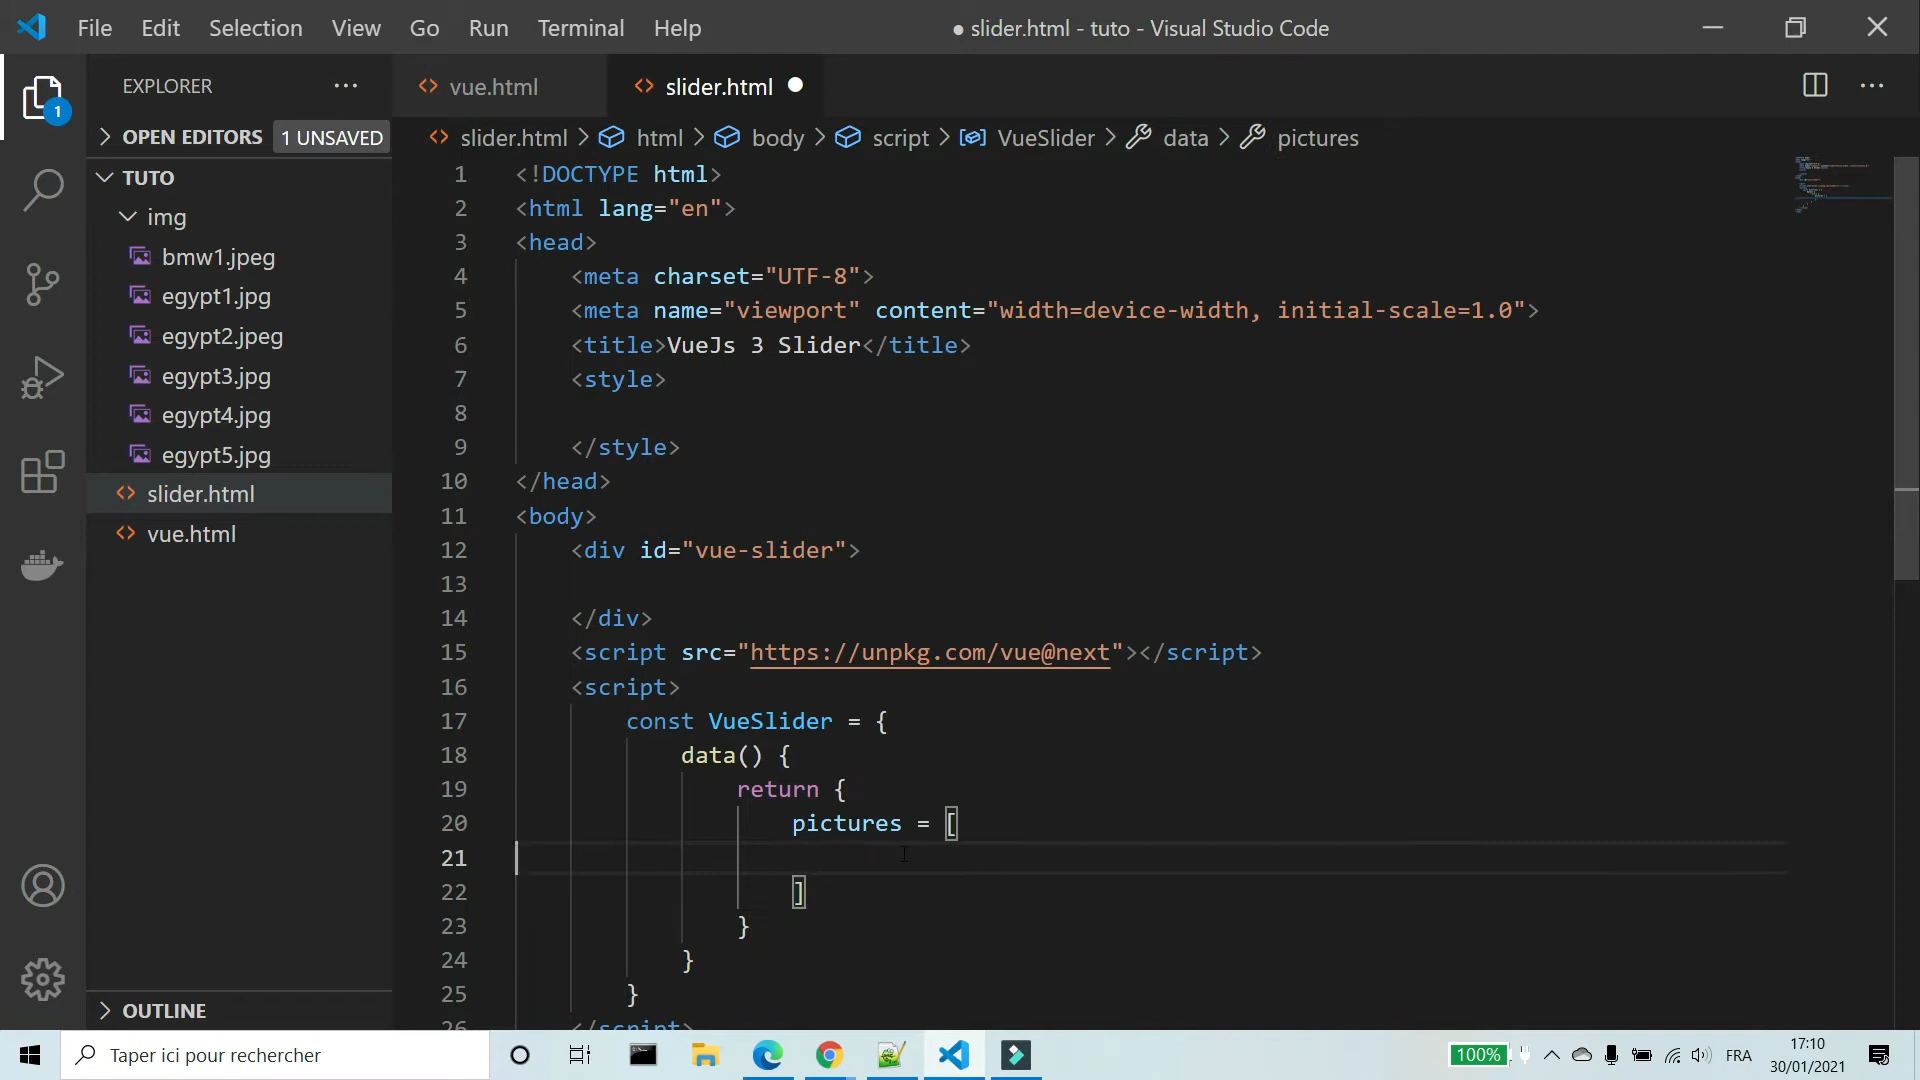 File Edit Selection View Go Run Terminal Help
● slider.html - tuto - Visual Studio Code
EXPLORER
1
OPEN EDITORS 1 UNSAVED
TUTO
img
bmw1.jpeg
egypt1.jpg
egypt2.jpeg
egypt3.jpg
egypt4.jpg
egypt5.jpg
slider.html
vue.html
OUTLINE
vue.html slider.html
slider.html > html > body > script > VueSlider > data > pictures
1 <!DOCTYPE html>
2 <html lang="en">
3 <head>
4 <meta charset="UTF-8">
5 <meta name="viewport" content="width=device-width, initial-scale=1.0">
6 <title>VueJs 3 Slider</title>
7 <style>
8
9 </style>
10 </head>
11 <body>
12 <div id="vue-slider">
13
14 </div>
15 <script src="https://unpkg.com/vue@next"></script>
16 <script>
17 const VueSlider = {
18 data() {
19 return {
20 pictures = [
21
22 ]
23 }
24 }
25 }
26 </script>
Taper ici pour rechercher
100%
FRA
17:10
30/01/2021